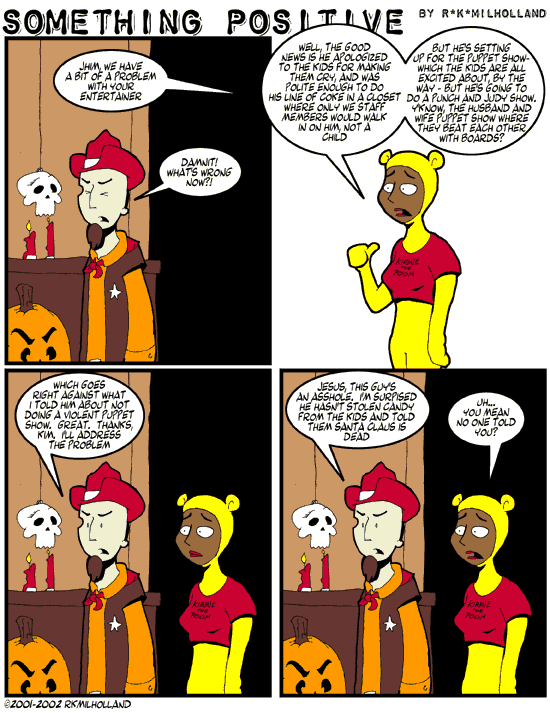 SOMETHING POSITIVE BY R*K*MILHOLLAND
JHIM, WE HAVE
A BIT OF A PROBLEM
WITH YOUR
ENTERTAINER
DAMNIT!
WHAT'S WRONG
NOW?!
WELL, THE GOOD
NEWS IS HE APOLOGIZED
TO THE KIDS FOR MAKING
THEM CRY, AND WAS
POLITE ENOUGH TO DO
HIS LINE OF COKE IN A CLOSET
WHERE ONLY WE STAFF
MEMBERS WOULD WALK
IN ON HIM, NOT A
CHILD
BUT HE'S SETTING
UP FOR THE PUPPET SHOW-
WHICH THE KIDS ARE ALL
EXCITED ABOUT, BY THE
WAY - BUT HE'S GOING TO
DO A PUNCH AND JUDY SHOW.
Y'KNOW, THE HUSBAND AND
WIFE PUPPET SHOW WHERE
THEY BEAT EACH OTHER
WITH BOARDS?
KIBBLE
THE
POOH
WHICH GOES
RIGHT AGAINST WHAT
I TOLD HIM ABOUT NOT
DOING A VIOLENT PUPPET
SHOW. GREAT. THANKS,
KIM. I'LL ADDRESS
THE PROBLEM
KIBBLE
THE
POOH
JESUS, THIS GUY'S
AN ASSHOLE. I'M SURPISED
HE HASN'T STOLEN CANDY
FROM THE KIDS AND TOLD
THEM SANTA CLAUS IS
DEAD
UH...
YOU MEAN
NO ONE TOLD
YOU?
KIBBLE
THE
POOH
©2001-2002 RKMILHOLLAND